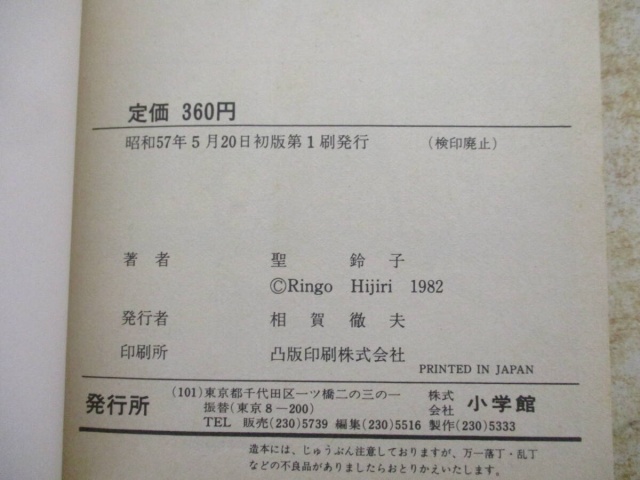 定価 360円
昭和57年5月20日初版第1刷発行 (検印廃止)
著者 聖鈴子
©Ringo Hijiri 1982
発行者 相賀徹夫
印刷所 凸版印刷株式会社
PRINTED IN JAPAN
発行所 (101)東京都千代田区一ツ橋二の三の一 株式会社 小学館
振替(東京8-200)
TEL 販売(230)5739 編集(230)5516 製作(230)5333
造本には、じゅうぶん注意しておりますが、万一落丁・乱丁
などの不良品がありましたらおとりかえいたします。